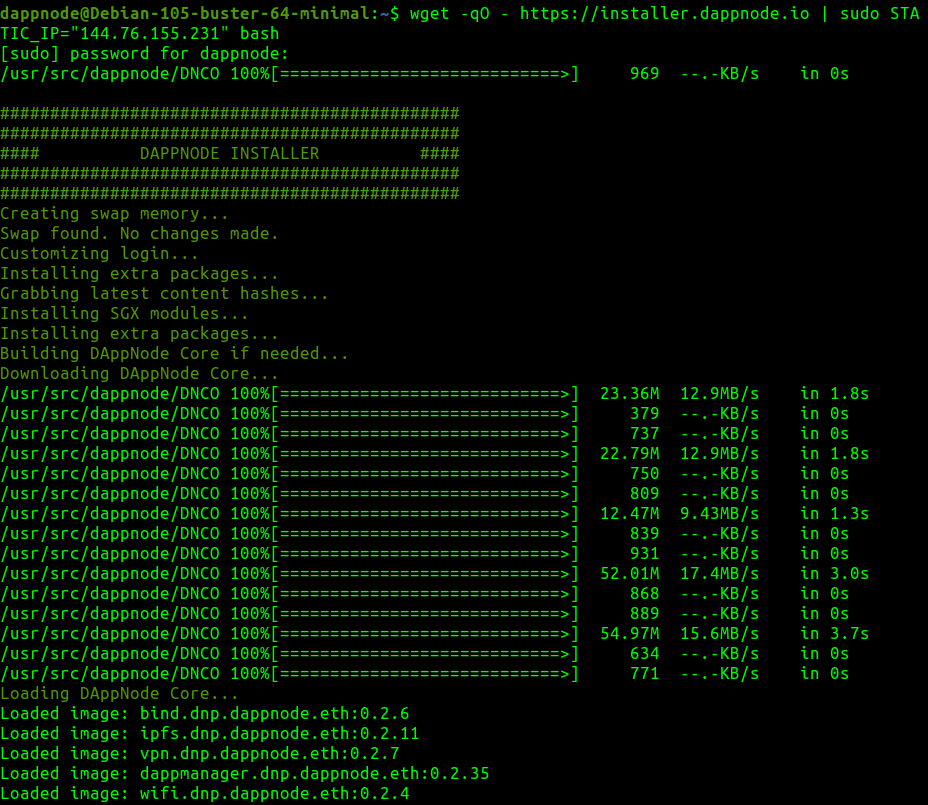 dappnode@Debian-105-buster-64-minimal:~$ wget -qO - https://installer.dappnode.io | sudo STA
TIC_IP="144.76.155.231" bash
[sudo] password for dappnode:
/usr/src/dappnode/DNCO 100%[============================>]     969  --.-KB/s    in 0s
##############################################
##############################################
####          DAPPNODE INSTALLER          ####
##############################################
##############################################
Creating swap memory...
Swap found. No changes made.
Customizing login...
Installing extra packages...
Grabbing latest content hashes...
Installing SGX modules...
Installing extra packages...
Building DAppNode Core if needed...
Downloading DAppNode Core...
/usr/src/dappnode/DNCO 100%[============================>]  23.36M  12.9MB/s    in 1.8s
/usr/src/dappnode/DNCO 100%[============================>]     379  --.-KB/s    in 0s
/usr/src/dappnode/DNCO 100%[============================>]     737  --.-KB/s    in 0s
/usr/src/dappnode/DNCO 100%[============================>]  22.79M  12.9MB/s    in 1.8s
/usr/src/dappnode/DNCO 100%[============================>]     750  --.-KB/s    in 0s
/usr/src/dappnode/DNCO 100%[============================>]     809  --.-KB/s    in 0s
/usr/src/dappnode/DNCO 100%[============================>]  12.47M  9.43MB/s    in 1.3s
/usr/src/dappnode/DNCO 100%[============================>]     839  --.-KB/s    in 0s
/usr/src/dappnode/DNCO 100%[============================>]     931  --.-KB/s    in 0s
/usr/src/dappnode/DNCO 100%[============================>]  52.01M  17.4MB/s    in 3.0s
/usr/src/dappnode/DNCO 100%[============================>]     868  --.-KB/s    in 0s
/usr/src/dappnode/DNCO 100%[============================>]     889  --.-KB/s    in 0s
/usr/src/dappnode/DNCO 100%[============================>]  54.97M  15.6MB/s    in 3.7s
/usr/src/dappnode/DNCO 100%[============================>]     634  --.-KB/s    in 0s
/usr/src/dappnode/DNCO 100%[============================>]     771  --.-KB/s    in 0s
Loading DAppNode Core...
Loaded image: bind.dnp.dappnode.eth:0.2.6
Loaded image: ipfs.dnp.dappnode.eth:0.2.11
Loaded image: vpn.dnp.dappnode.eth:0.2.7
Loaded image: dappmanager.dnp.dappnode.eth:0.2.35
Loaded image: wifi.dnp.dappnode.eth:0.2.4